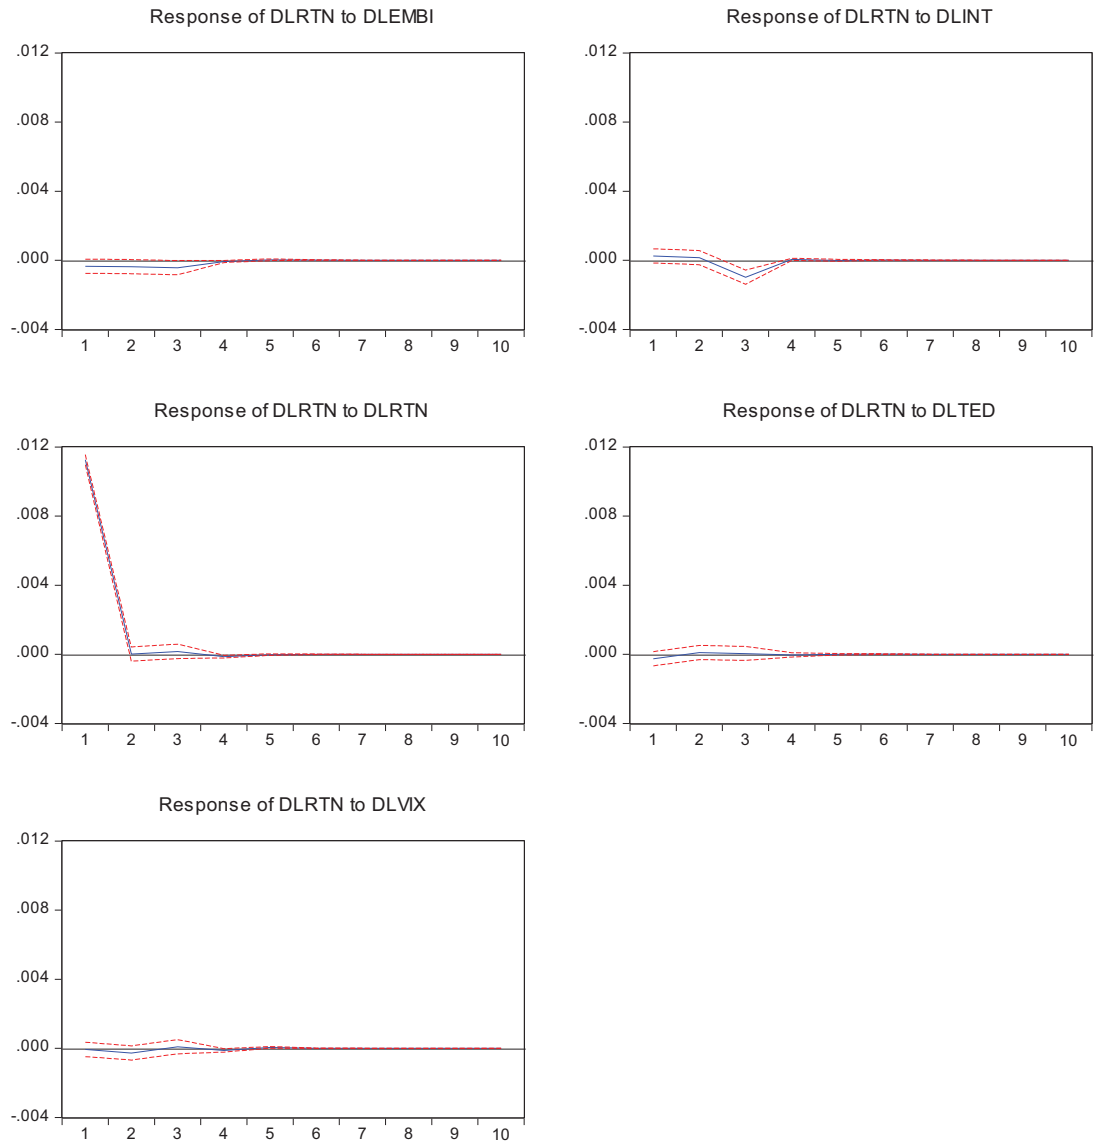 Response of DLRTN to DLEMBI
.012
.008
.004
.000
-.004
1 2 3 4 5 6 7 8 9 10
Response of DLRTN to DLINT
.012
.008
.004
.000
-.004
1 2 3 4 5 6 7 8 9 10
Response of DLRTN to DLRTN
.012
.008
.004
.000
-.004
1 2 3 4 5 6 7 8 9 10
Response of DLRTN to DLTED
.012
.008
.004
.000
-.004
1 2 3 4 5 6 7 8 9 10
Response of DLRTN to DLVIX
.012
.008
.004
.000
-.004
1 2 3 4 5 6 7 8 9 10